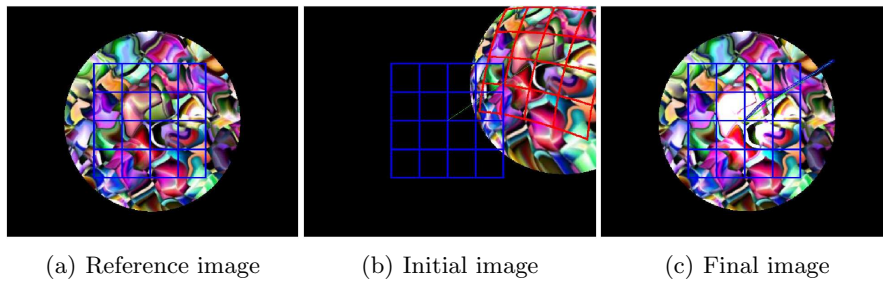 (a) Reference image
(b) Initial image
(c) Final image